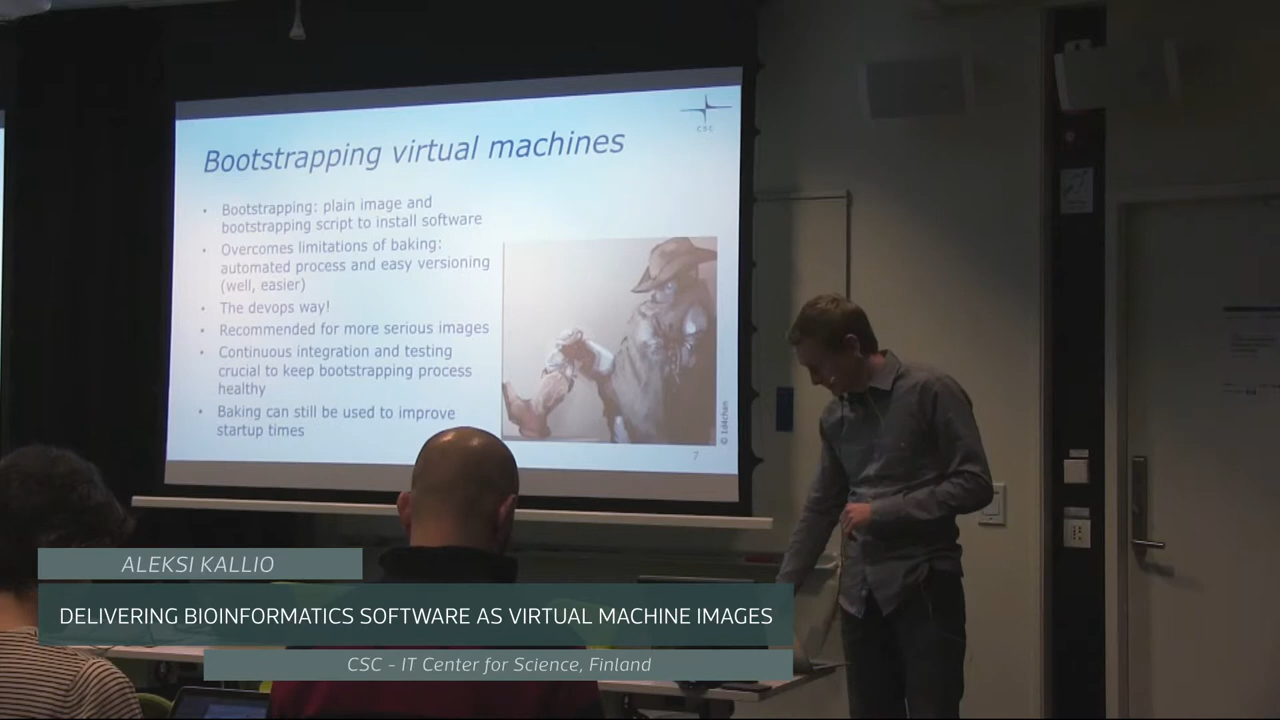 CSC
Bootstrapping virtual machines
• Bootstrapping: plain image and
bootstrapping script to install software
• Overcomes limitations of baking:
automated process and easy versioning
(well, easier)
• The devops way!
• Recommended for more serious images
• Continuous integration and testing
crucial to keep bootstrapping process
healthy
• Baking can still be used to improve
startup times
© 1d4chan
7
ALEKSI KALLIO
DELIVERING BIOINFORMATICS SOFTWARE AS VIRTUAL MACHINE IMAGES
CSC - IT Center for Science, Finland